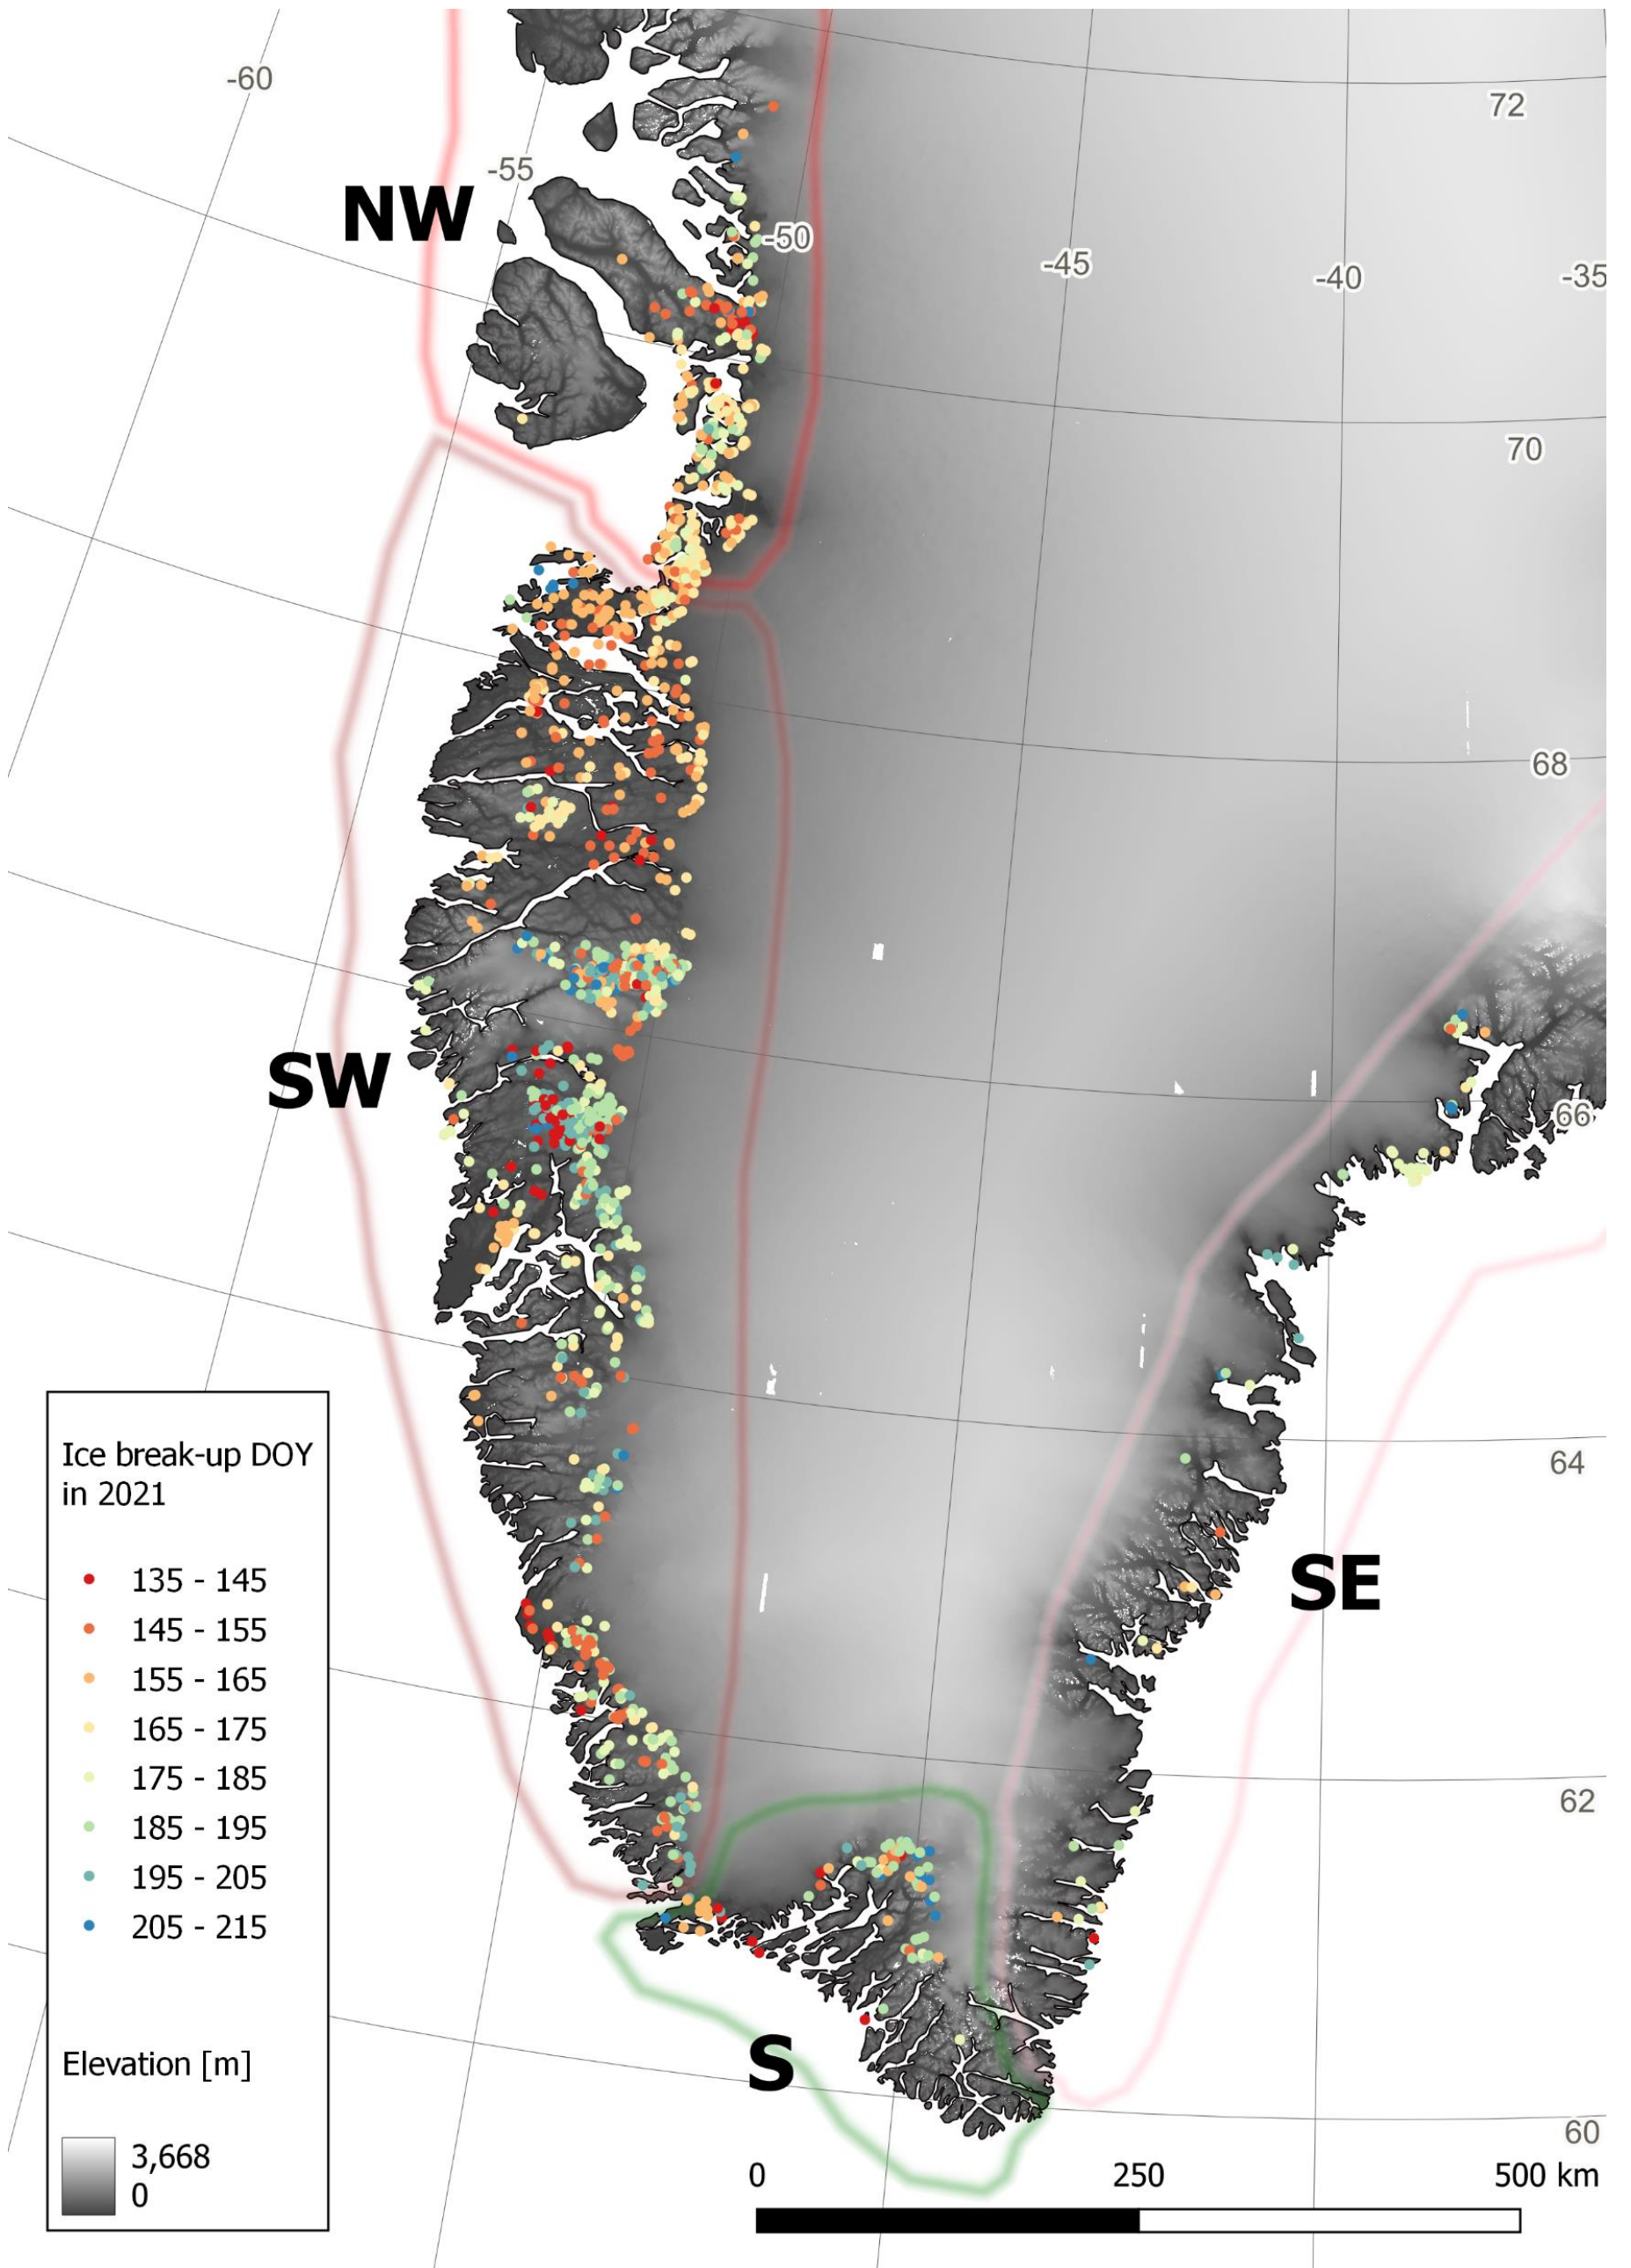 -60
72
-55
NW
-50
-45
-40
-35
70
68
SW
66
Ice break-up DOY
in 2021
64
135 - 145
SE
145 - 155
155 - 165
165 - 175
175 - 185
62
185 - 195
195 - 205
205 - 215
S
Elevation [m]
60
3,668
0
0 250 500 km